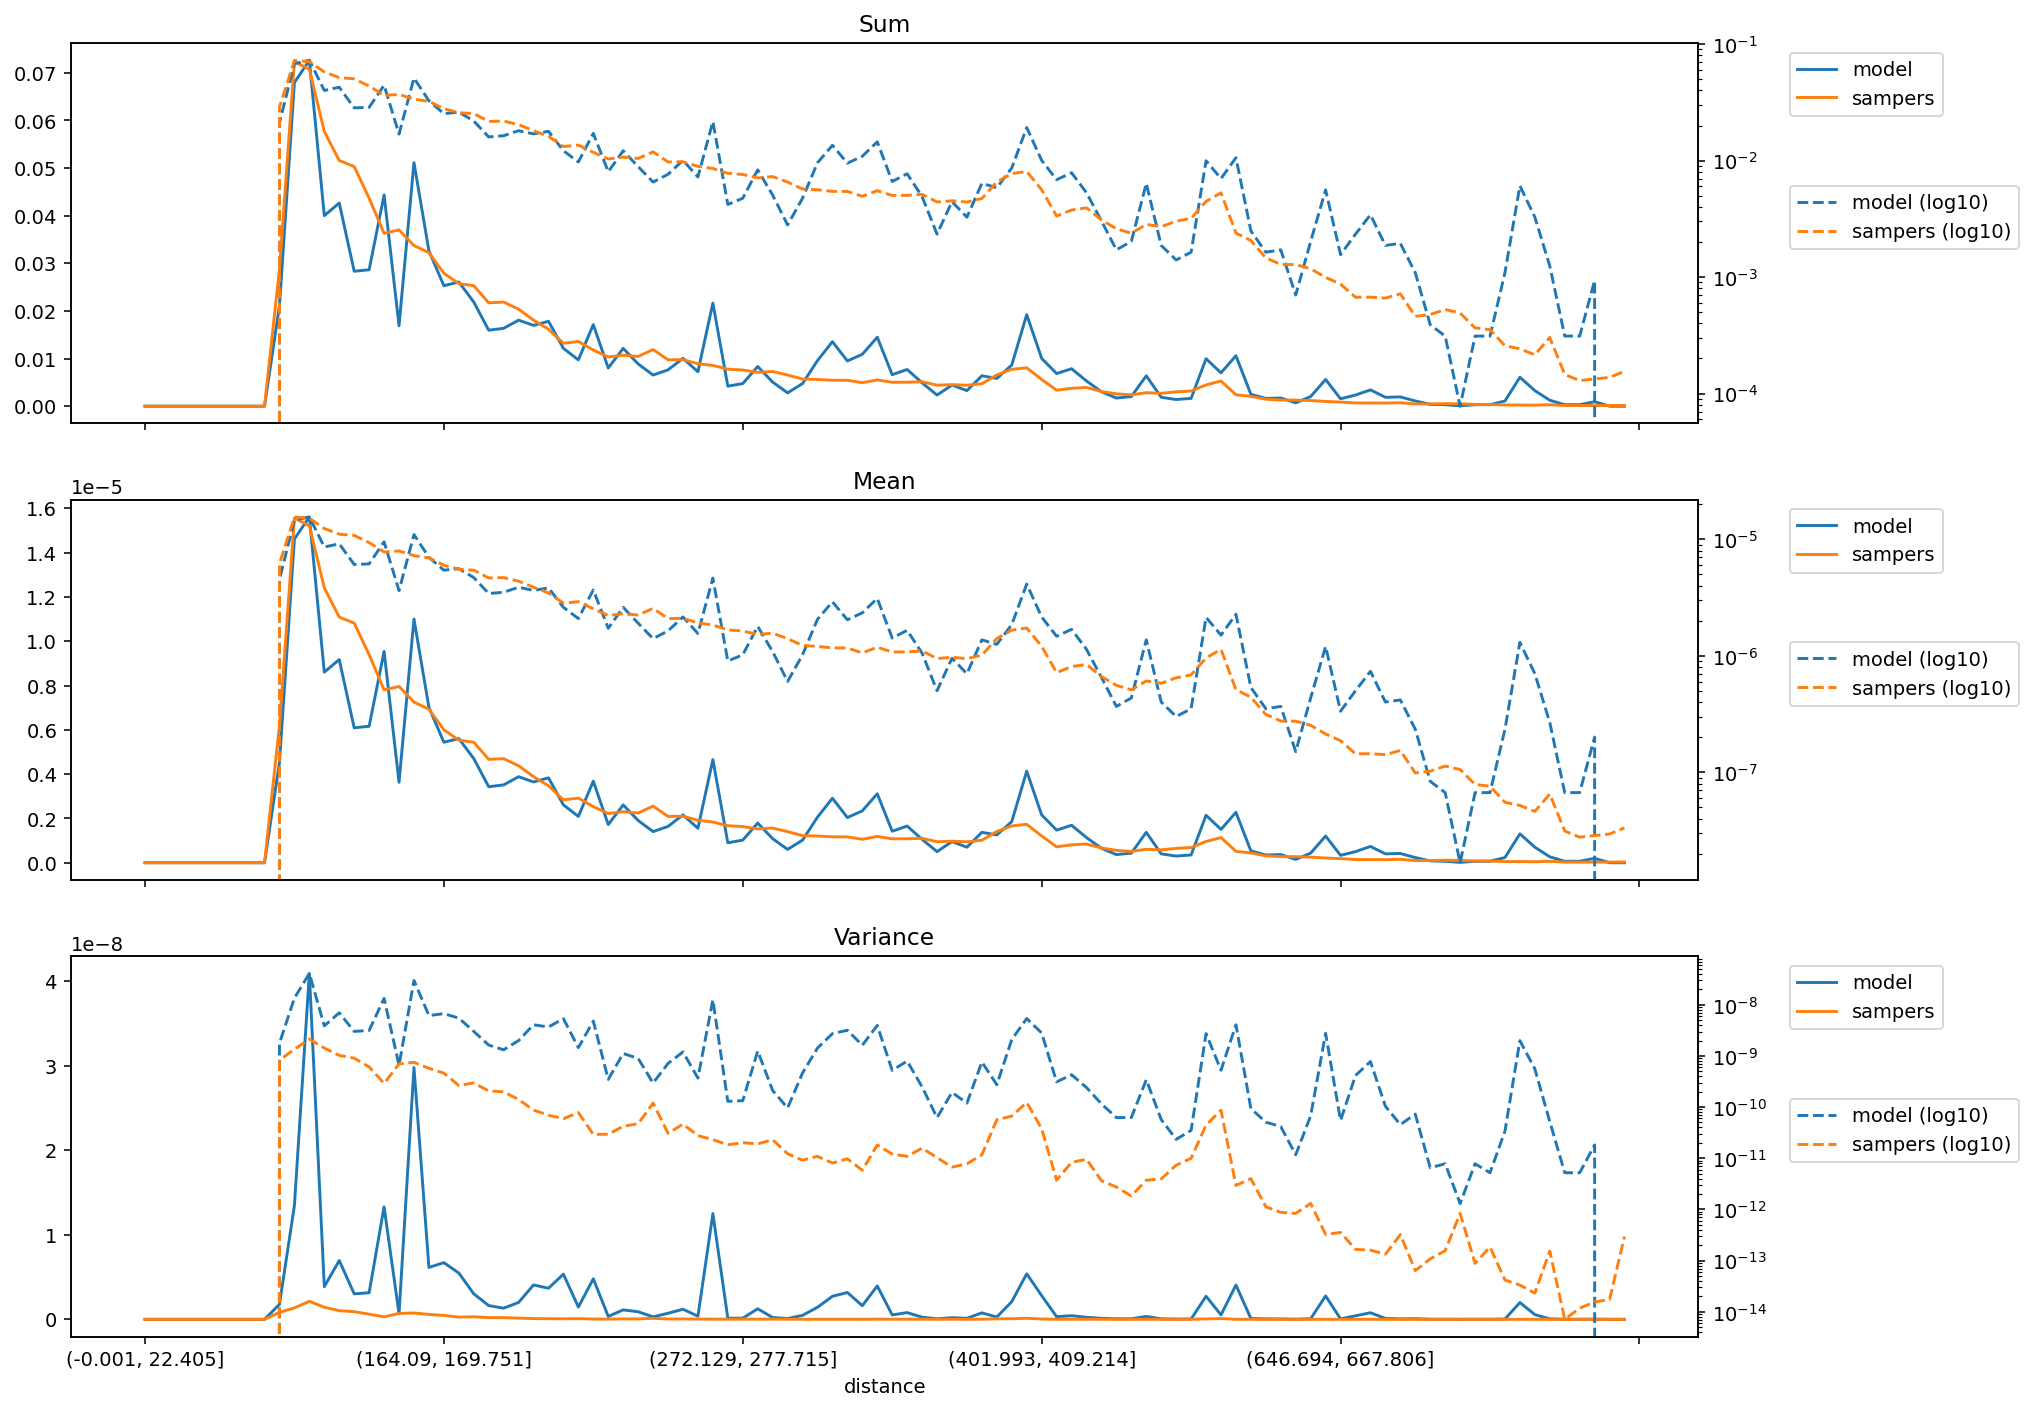 Sum
0.07
0.06
0.05
0.04
0.03
0.02
0.01
0.00
10⁻¹
10⁻²
10⁻³
10⁻⁴
model
sampers
model (log10)
sampers (log10)
Mean
1e−5
1.6
1.4
1.2
1.0
0.8
0.6
0.4
0.2
0.0
10⁻⁵
10⁻⁶
10⁻⁷
model
sampers
model (log10)
sampers (log10)
Variance
1e−8
4
3
2
1
0
10⁻⁸
10⁻⁹
10⁻¹⁰
10⁻¹¹
10⁻¹²
10⁻¹³
10⁻¹⁴
model
sampers
model (log10)
sampers (log10)
(-0.001, 22.405] (164.09, 169.751] (272.129, 277.715] (401.993, 409.214] (646.694, 667.806]
distance